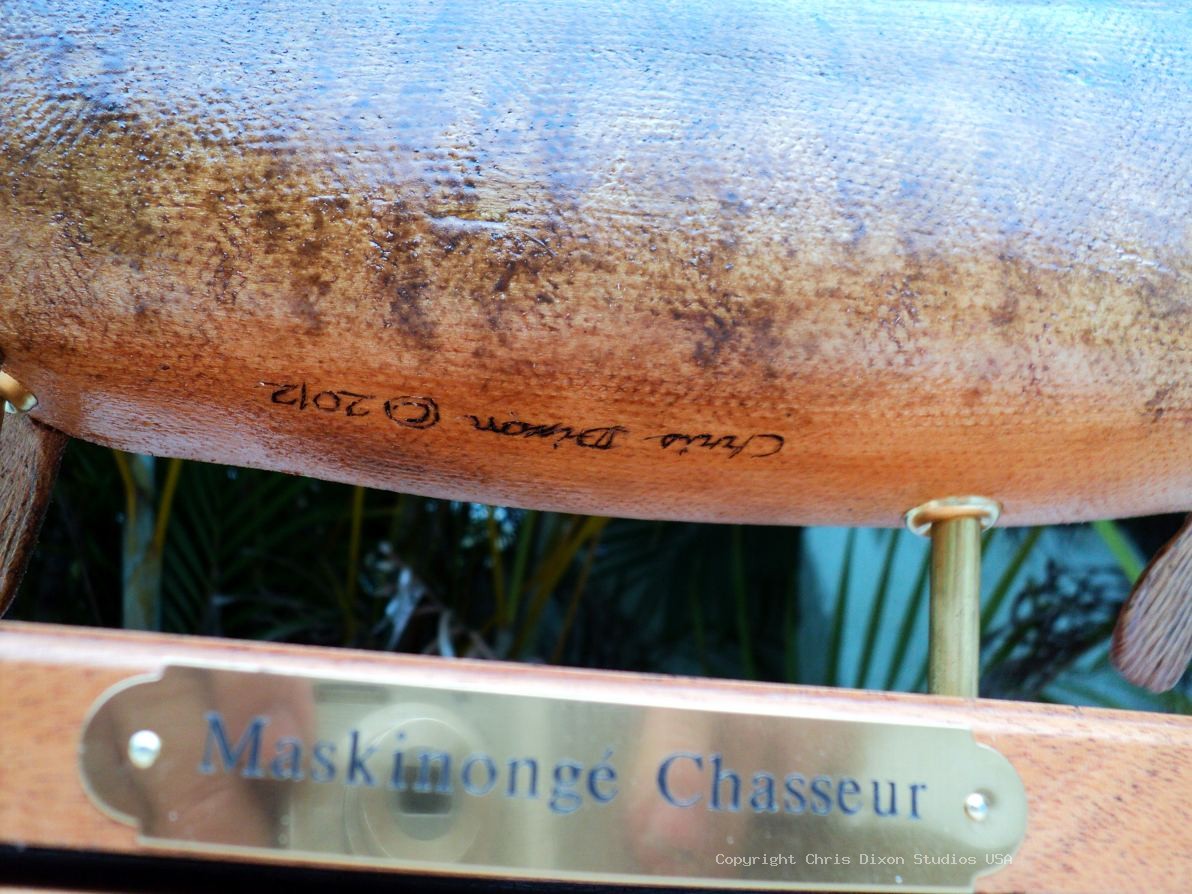 Chris Dixon © 2012
Maskinongé Chasseur
Copyright Chris Dixon Studios USA